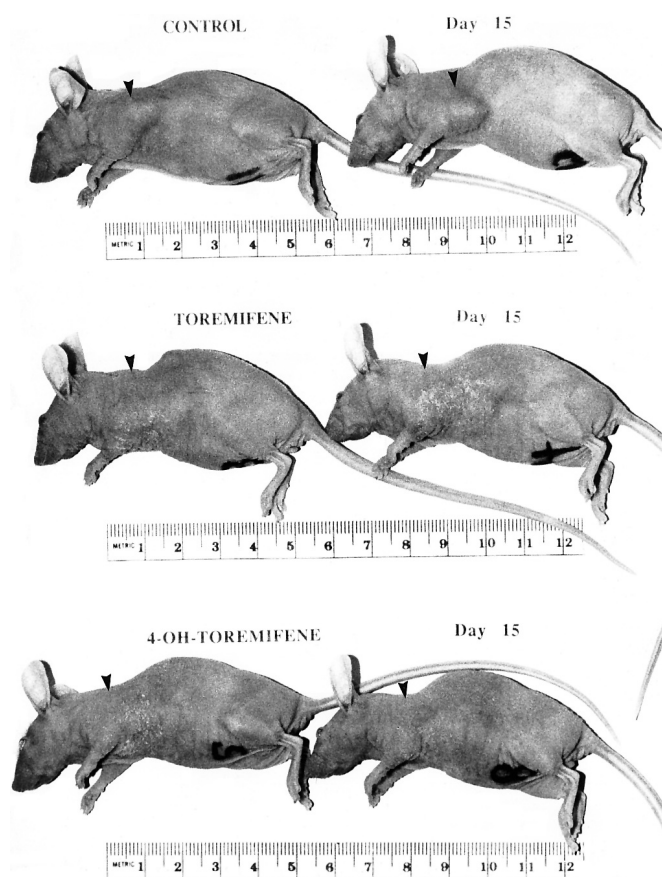 CONTROL Day 15
METRIC 1 2 3 4 5 6 7 8 9 10 11 12
TOREMIFENE Day 15
METRIC 1 2 3 4 5 6 7 8 9 10 11 12
4-OH-TOREMIFENE Day 15
5
METRIC 1 2 3 4 5 6 7 8 9 10 11 12